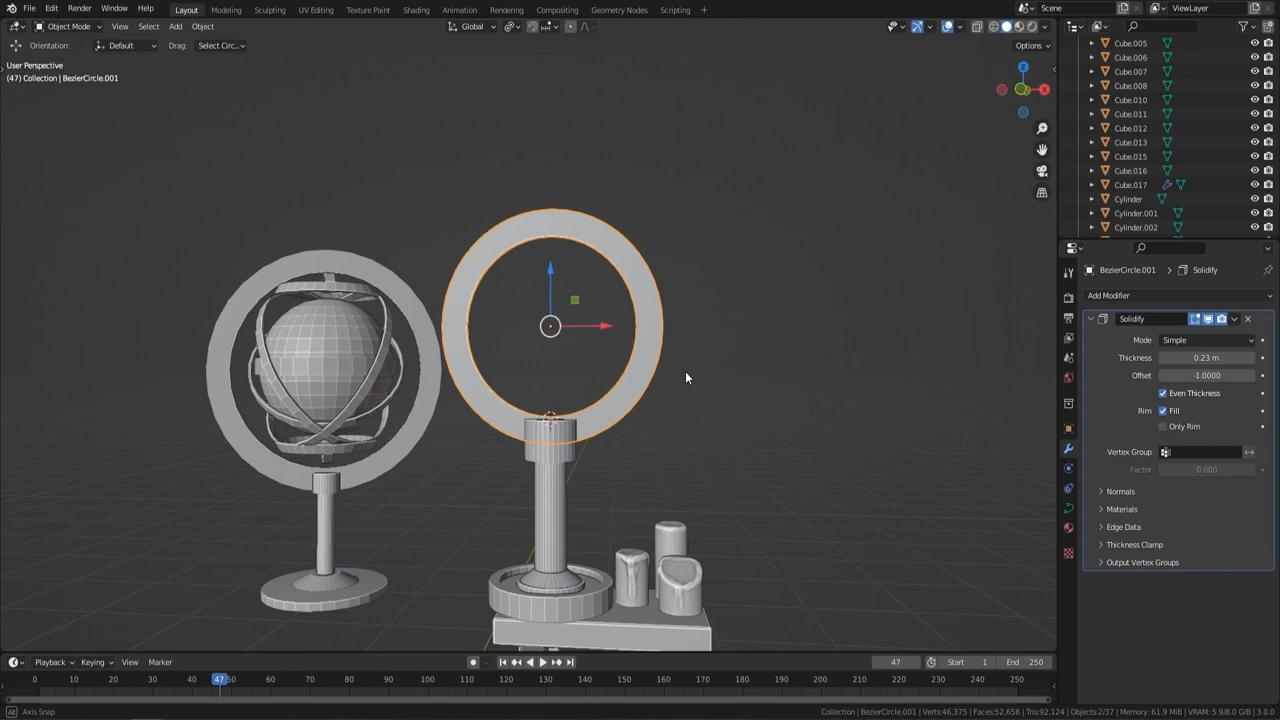 File Edit Render Window Help Layout Modeling Sculpting UV Editing Texture Paint Shading Animation Rendering Compositing Geometry Nodes Scripting + Scene ViewLayer
Object Mode View Select Add Object Global
Orientation: Default Drag: Select Circ... Options
User Perspective
(47) Collection | BezierCircle.001
Z
X
Cube.005
Cube.006
Cube.007
Cube.008
Cube.010
Cube.011
Cube.012
Cube.013
Cube.015
Cube.016
Cube.017
Cylinder
Cylinder.001
Cylinder.002
BezierCircle.001 > Solidify
Add Modifier
Solidify
Mode Simple
Thickness 0.23 m
Offset -1.0000
Even Thickness
Rim Fill
Only Rim
Vertex Group
Factor 0.000
Normals
Materials
Edge Data
Thickness Clamp
Output Vertex Groups
Playback Keying View Marker 47 Start 1 End 250
0 10 20 30 40 47 50 60 70 80 90 100 110 120 130 140 150 160 170 180 190 200 210 220 230 240 250
Alt Axis Snap Collection | BezierCircle.001 | Verts:46,375 | Faces:52,658 | Tris:92,124 | Objects:2/37 | Memory: 61.9 MiB | VRAM: 5.9/8.0 GiB | 3.0.0